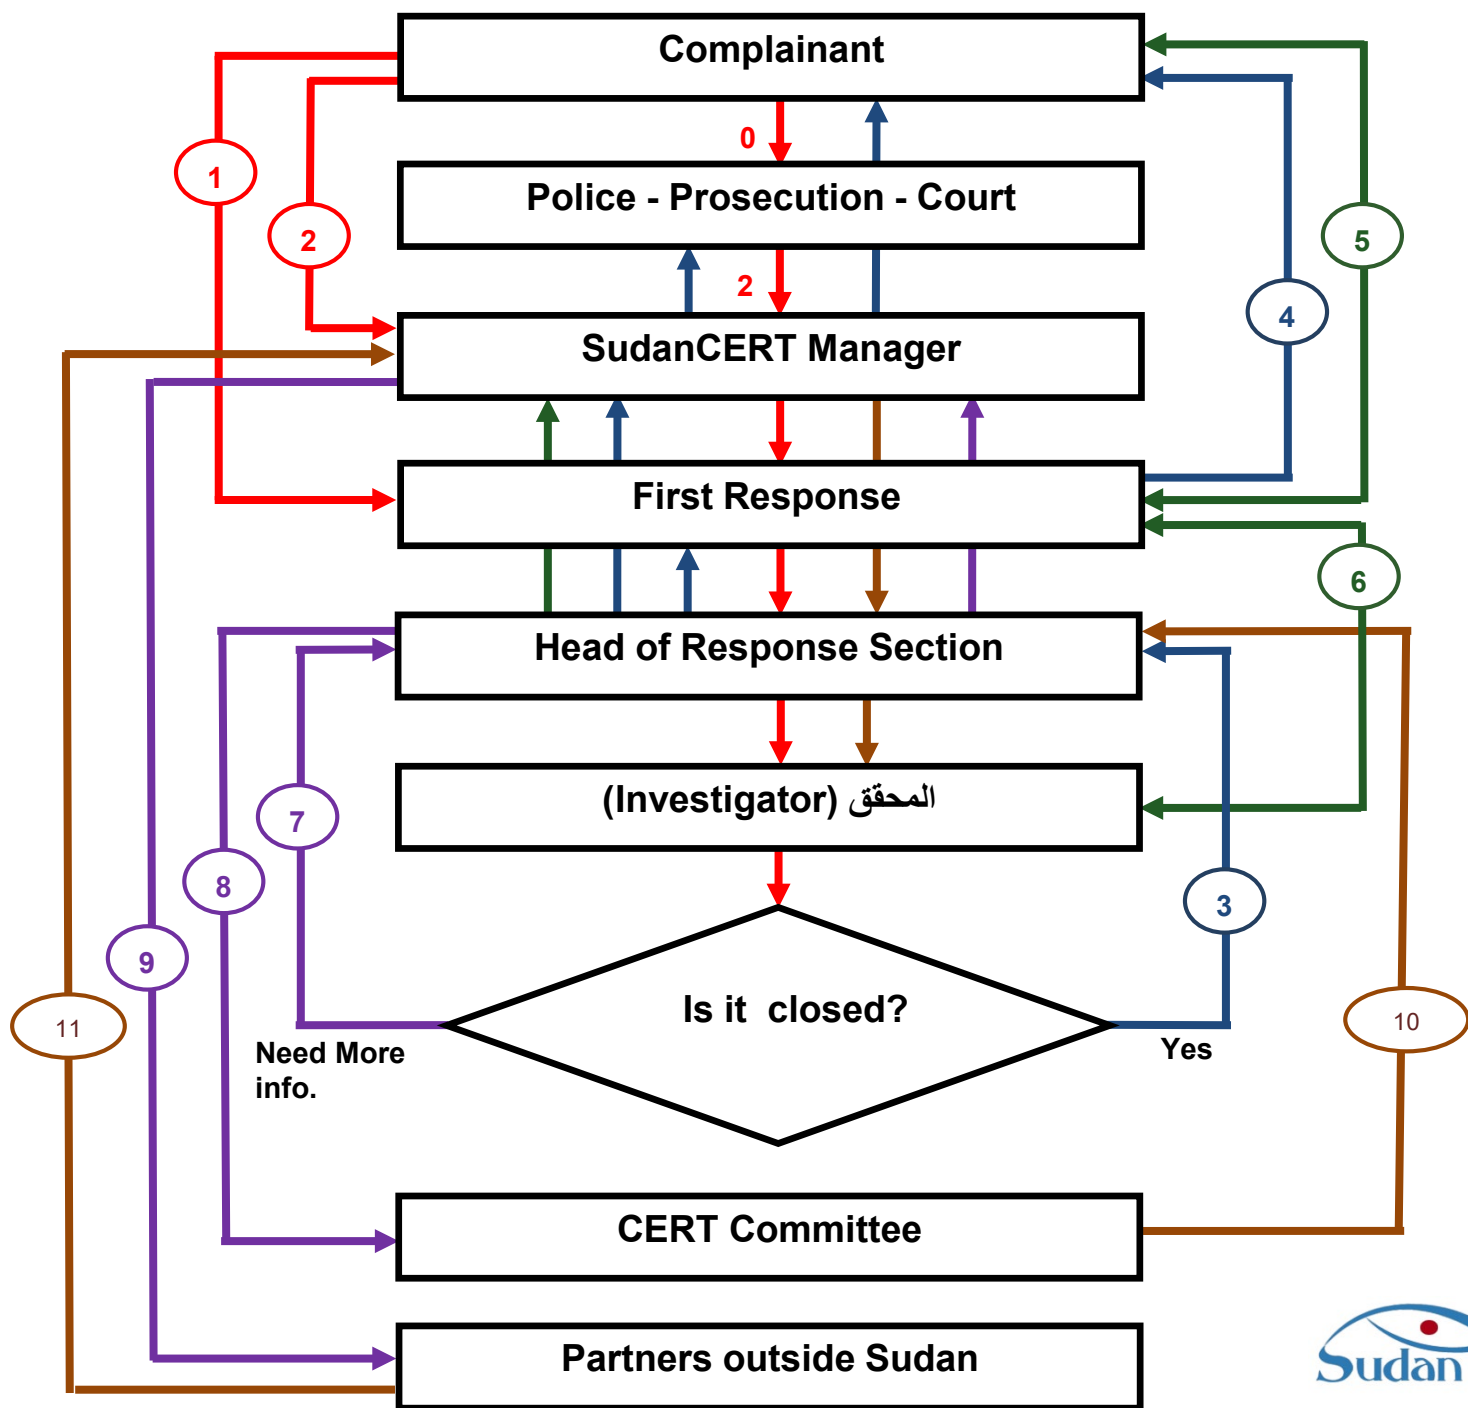 Complainant
0
1
Police - Prosecution - Court
2
5
2
4
SudanCERT Manager
First Response
6
Head of Response Section
7
(Investigator) المحقق
8
3
9
Is it  closed?
11
10
Need More
info.
Yes
CERT Committee
Partners outside Sudan
Sudan